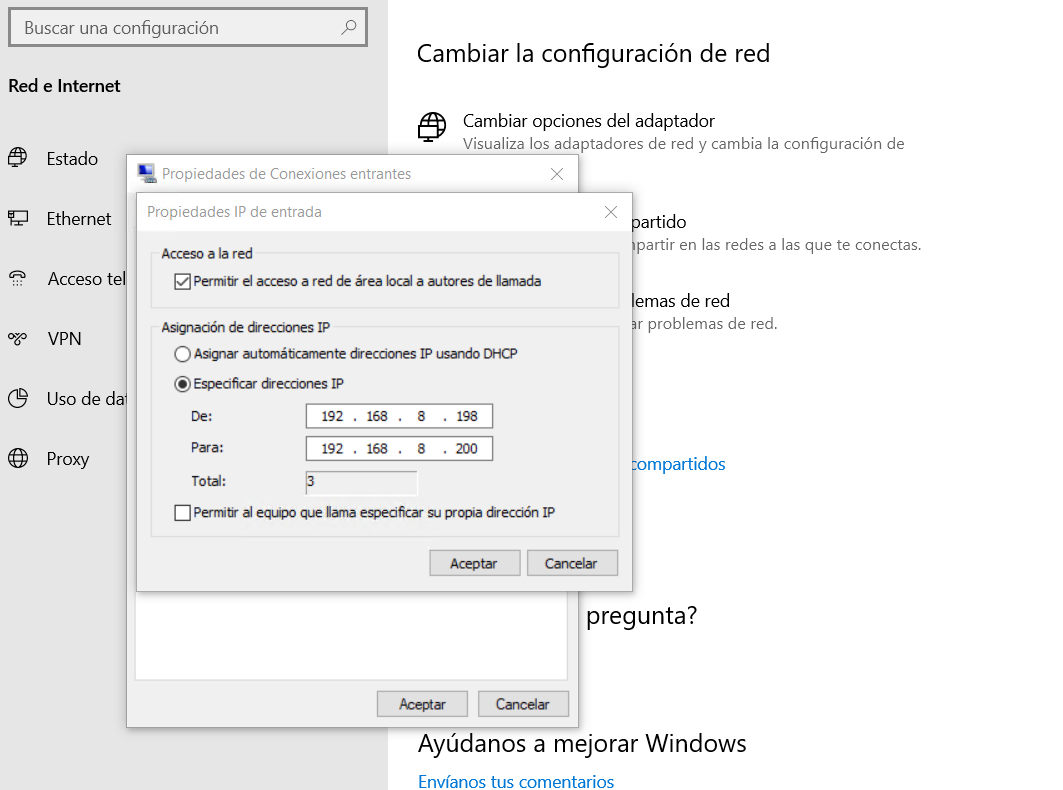 Buscar una configuración
Red e Internet
Estado
Ethernet
Acceso tel
VPN
Uso de dat
Proxy
Cambiar la configuración de red
Cambiar opciones del adaptador
Visualiza los adaptadores de red y cambia la configuración de
partido
partir en las redes a las que te conectas.
lemas de red
ar problemas de red.
compartidos
pregunta?
Ayúdanos a mejorar Windows
Envíanos tus comentarios
Propiedades de Conexiones entrantes
Propiedades IP de entrada
Acceso a la red
Permitir el acceso a red de área local a autores de llamada
Asignación de direcciones IP
Asignar automáticamente direcciones IP usando DHCP
Especificar direcciones IP
De: 192 . 168 . 8 . 198
Para: 192 . 168 . 8 . 200
Total: 3
Permitir al equipo que llama especificar su propia dirección IP
Aceptar Cancelar
Aceptar Cancelar